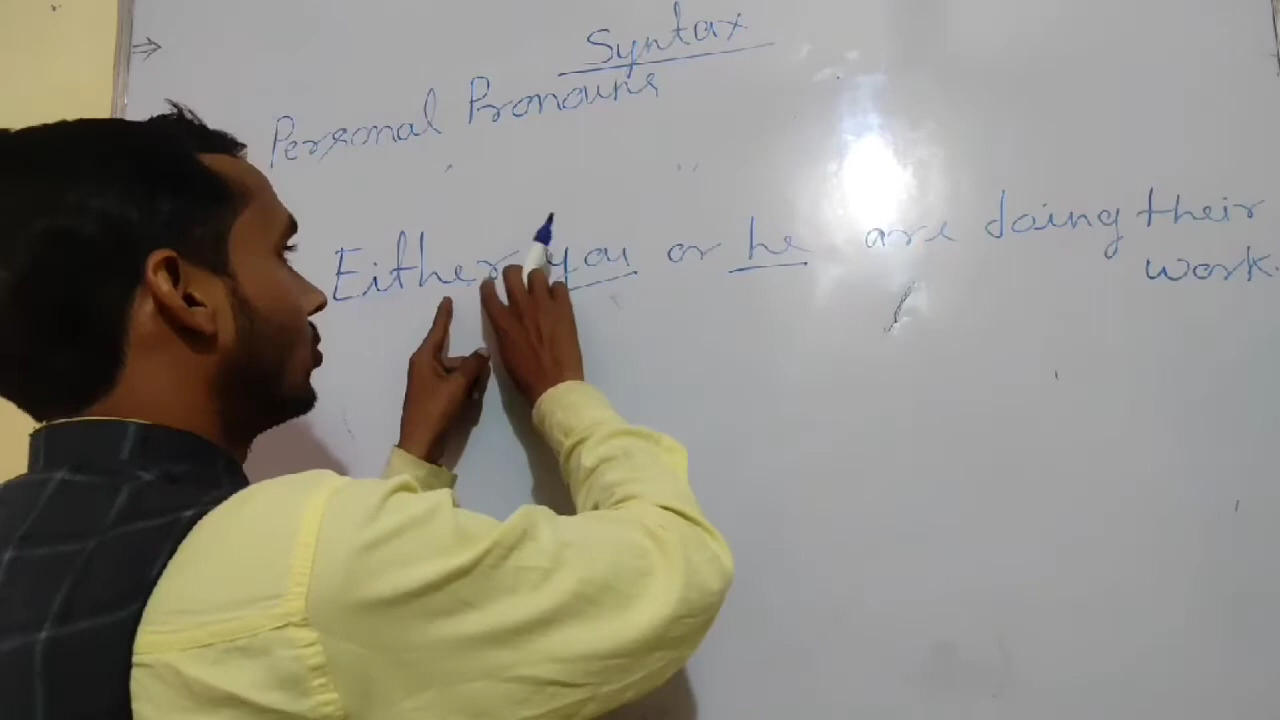 ⇒ Syntax
Personal Pronouns
Either you or he are doing their
work.